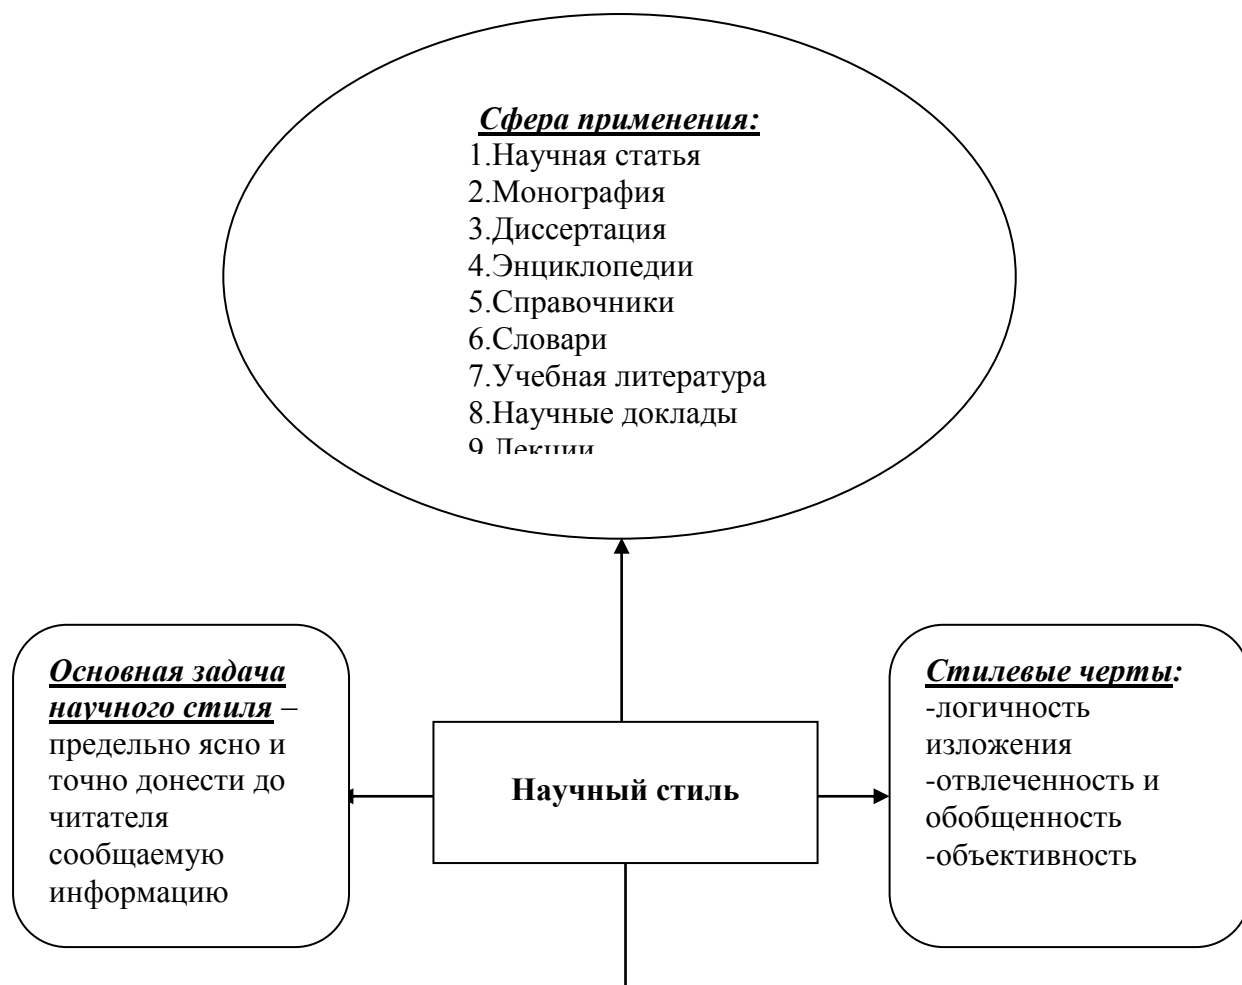 Сфера применения:
1.Научная статья
2.Монография
3.Диссертация
4.Энциклопедии
5.Справочники
6.Словари
7.Учебная литература
8.Научные доклады
9.Лекции
Основная задача
научного стиля –
предельно ясно и
точно донести до
читателя
сообщаемую
информацию
Научный стиль
Стилевые черты:
-логичность
изложения
-отвлеченность и
обобщенность
-объективность